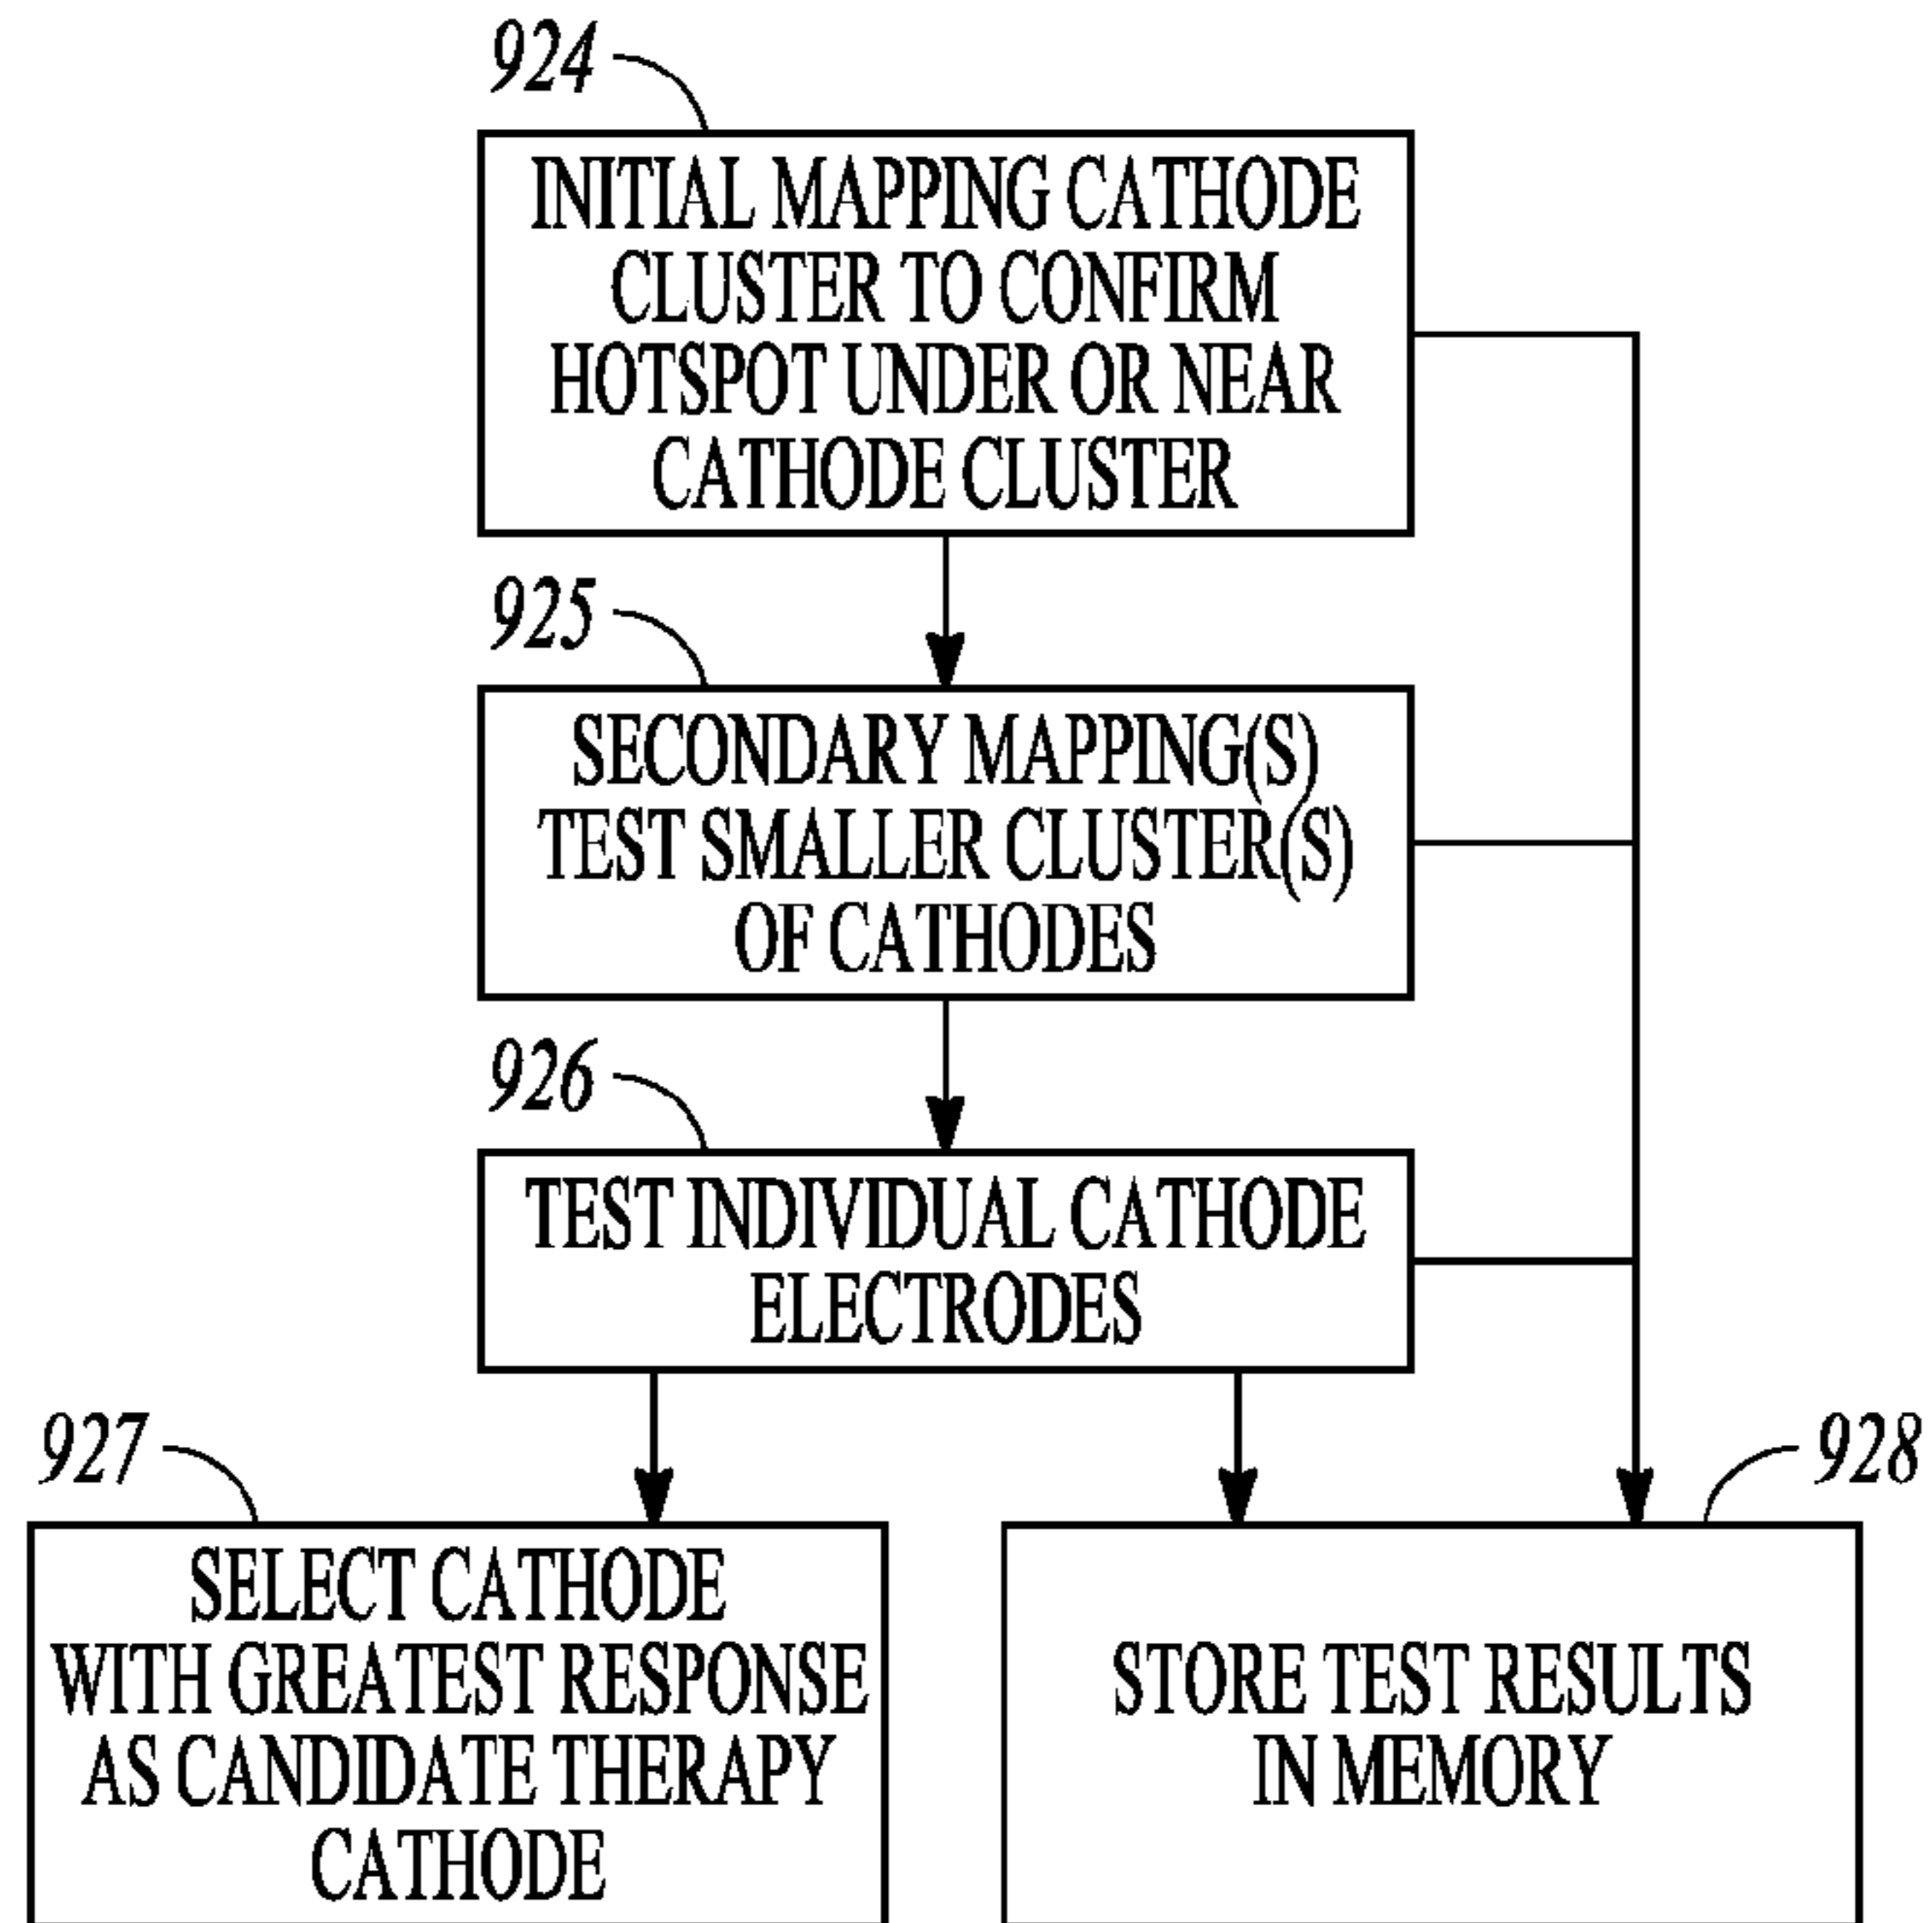 924
INITIAL MAPPING CATHODE
CLUSTER TO CONFIRM
HOTSPOT UNDER OR NEAR
CATHODE CLUSTER
925
SECONDARY MAPPING(S)
TEST SMALLER CLUSTER(S)
OF CATHODES
926
TEST INDIVIDUAL CATHODE
ELECTRODES
927
SELECT CATHODE
WITH GREATEST RESPONSE
AS CANDIDATE THERAPY
CATHODE
928
STORE TEST RESULTS
IN MEMORY